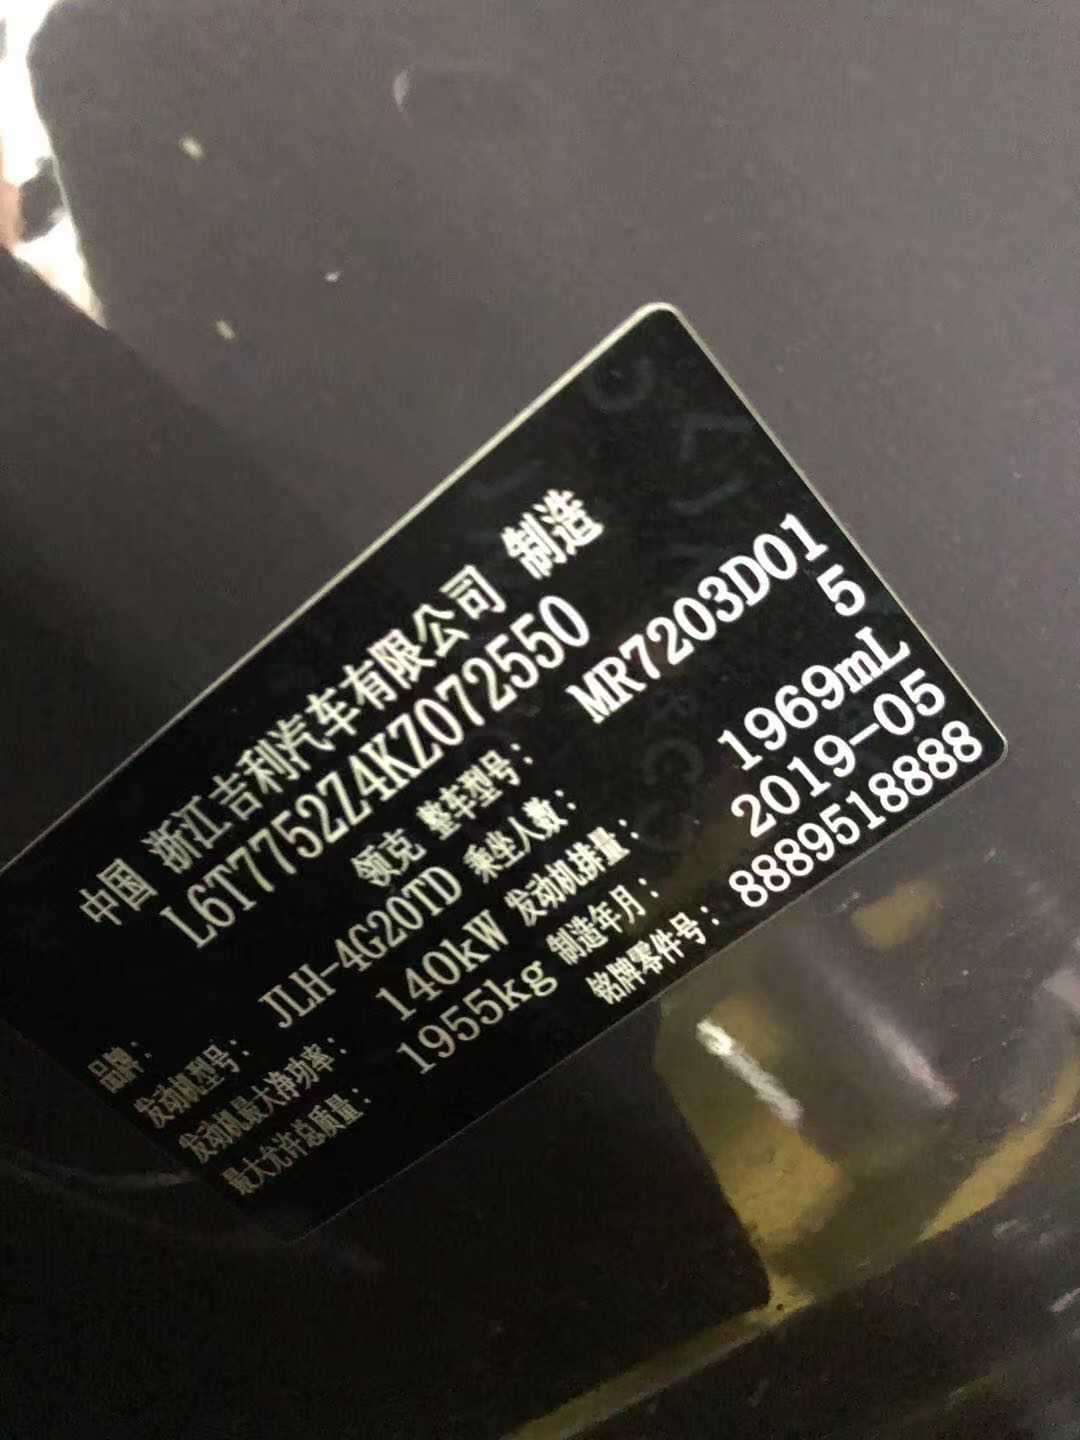 中国 浙江吉利汽车有限公司 制造
L6T7752Z4KZ072550
品牌: 领克 整车型号: MR7203D01
发动机型号: JLH-4G20TD 乘坐人数: 5
发动机最大净功率: 140kW 发动机排量: 1969mL
最大允许总质量: 1955kg 制造年月: 2019-05
铭牌零件号: 8889518888